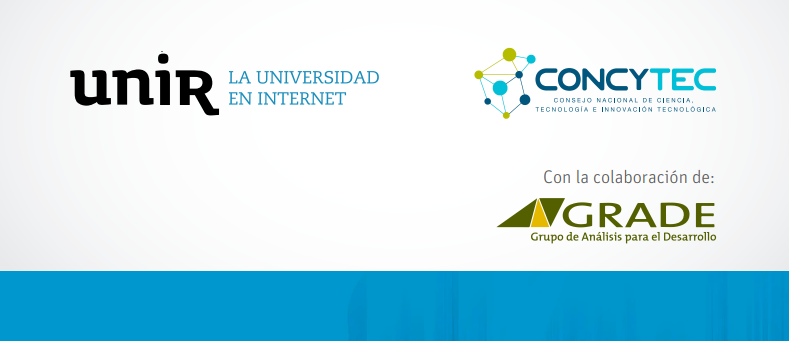 uniR
LA UNIVERSIDAD
EN INTERNET
CONCYTEC
CONSEJO NACIONAL DE CIENCIA,
TECNOLOGÍA E INNOVACIÓN TECNOLÓGICA
Con la colaboración de:
GRADE
Grupo de Análisis para el Desarrollo